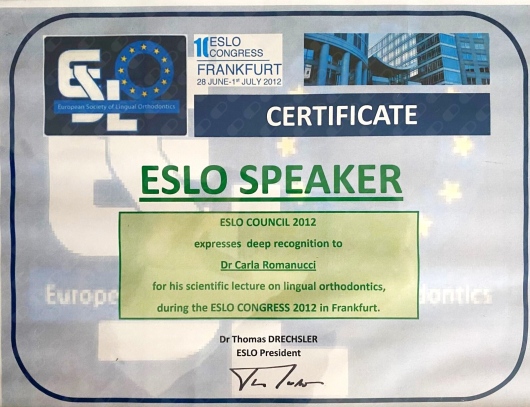 ESLO
European Society of Lingual Orthodontics
10 ESLO
CONGRESS
FRANKFURT
28 JUNE-1st JULY 2012
CERTIFICATE
ESLO SPEAKER
ESLO COUNCIL 2012
expresses deep recognition to
Dr Carla Romanucci
for his scientific lecture on lingual orthodontics,
during the ESLO CONGRESS 2012 in Frankfurt.
Dr Thomas DRECHSLER
ESLO President